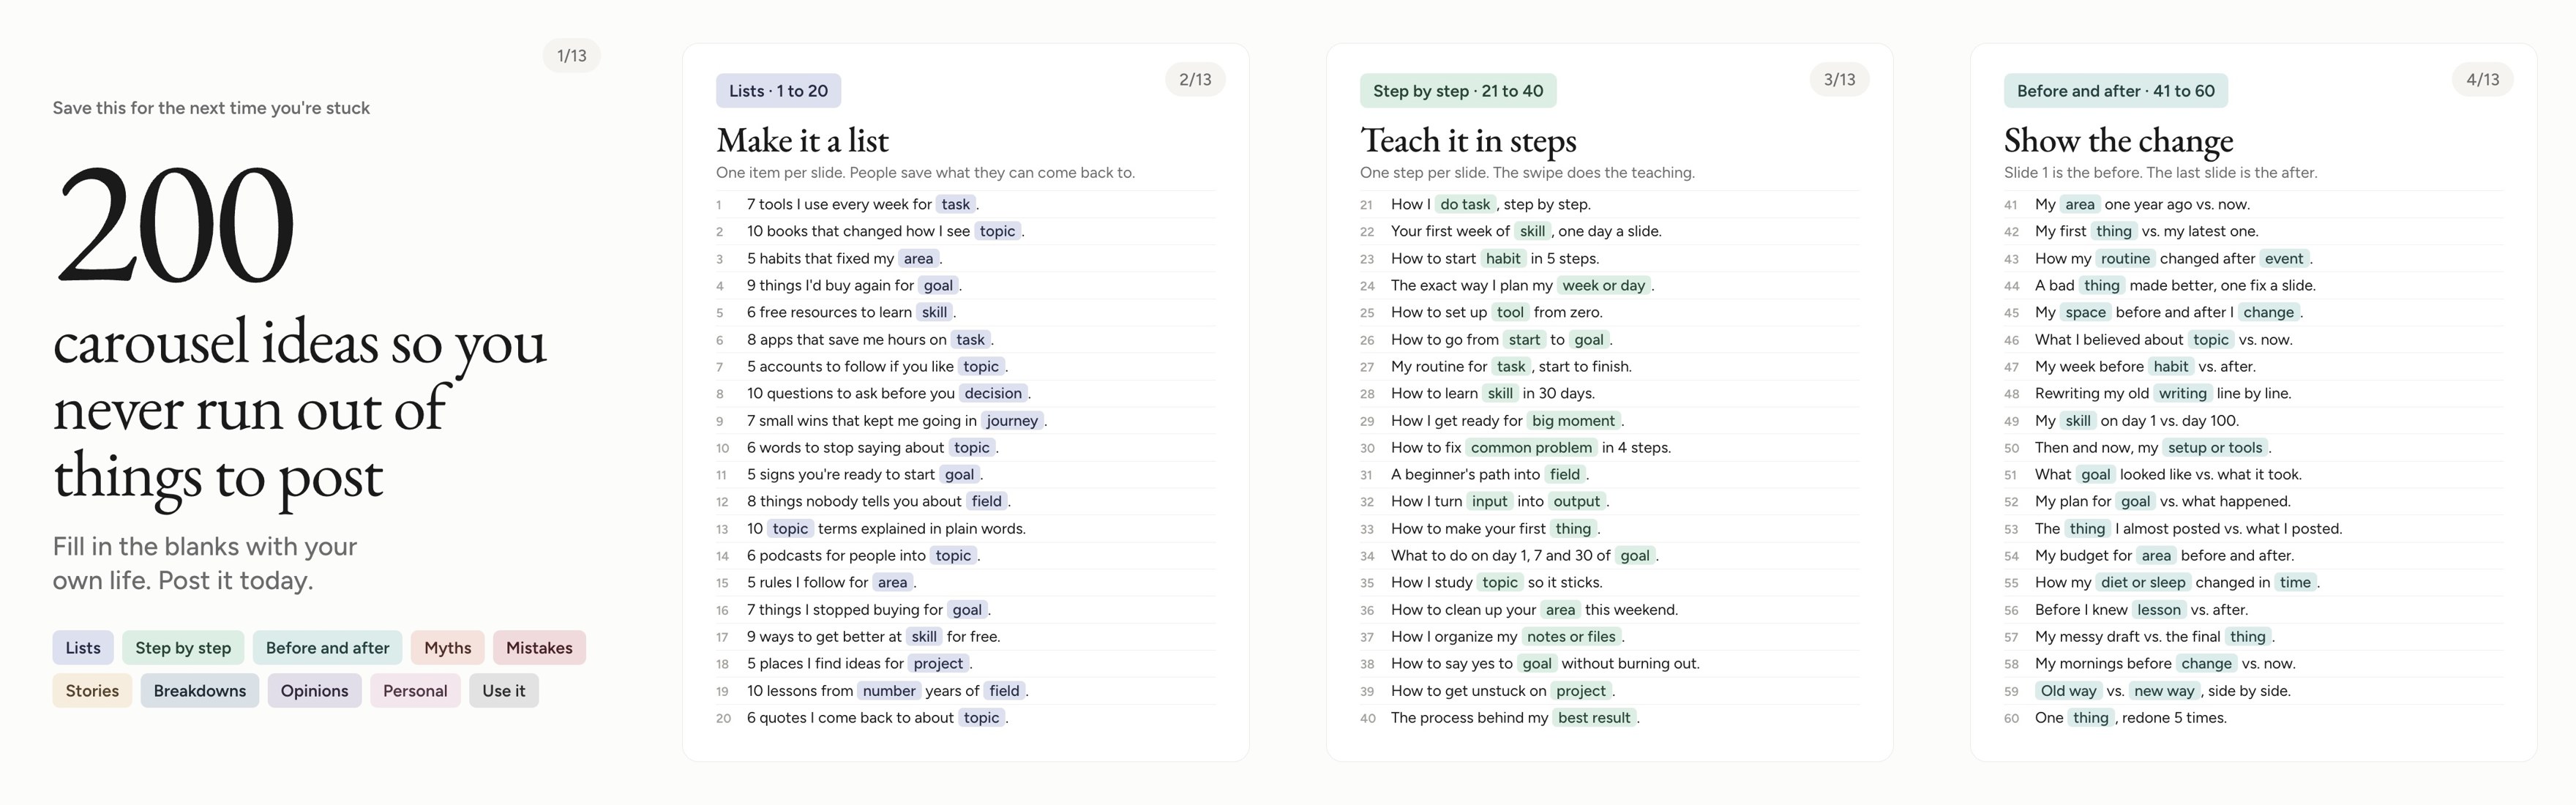 1/13
Save this for the next time you're stuck
200
carousel ideas so you
never run out of
things to post
Fill in the blanks with your
own life. Post it today.
Lists Step by step Before and after Myths Mistakes
Stories Breakdowns Opinions Personal Use it
2/13
Lists · 1 to 20
Make it a list
One item per slide. People save what they can come back to.
1 7 tools I use every week for task.
2 10 books that changed how I see topic.
3 5 habits that fixed my area.
4 9 things I'd buy again for goal.
5 6 free resources to learn skill.
6 8 apps that save me hours on task.
7 5 accounts to follow if you like topic.
8 10 questions to ask before you decision.
9 7 small wins that kept me going in journey.
10 6 words to stop saying about topic.
11 5 signs you're ready to start goal.
12 8 things nobody tells you about field.
13 10 topic terms explained in plain words.
14 6 podcasts for people into topic.
15 5 rules I follow for area.
16 7 things I stopped buying for goal.
17 9 ways to get better at skill for free.
18 5 places I find ideas for project.
19 10 lessons from number years of field.
20 6 quotes I come back to about topic.
3/13
Step by step · 21 to 40
Teach it in steps
One step per slide. The swipe does the teaching.
21 How I do task, step by step.
22 Your first week of skill, one day a slide.
23 How to start habit in 5 steps.
24 The exact way I plan my week or day.
25 How to set up tool from zero.
26 How to go from start to goal.
27 My routine for task, start to finish.
28 How to learn skill in 30 days.
29 How I get ready for big moment.
30 How to fix common problem in 4 steps.
31 A beginner's path into field.
32 How I turn input into output.
33 How to make your first thing.
34 What to do on day 1, 7 and 30 of goal.
35 How I study topic so it sticks.
36 How to clean up your area this weekend.
37 How I organize my notes or files.
38 How to say yes to goal without burning out.
39 How to get unstuck on project.
40 The process behind my best result.
4/13
Before and after · 41 to 60
Show the change
Slide 1 is the before. The last slide is the after.
41 My area one year ago vs. now.
42 My first thing vs. my latest one.
43 How my routine changed after event.
44 A bad thing made better, one fix a slide.
45 My space before and after I change.
46 What I believed about topic vs. now.
47 My week before habit vs. after.
48 Rewriting my old writing line by line.
49 My skill on day 1 vs. day 100.
50 Then and now, my setup or tools.
51 What goal looked like vs. what it took.
52 My plan for goal vs. what happened.
53 The thing I almost posted vs. what I posted.
54 My budget for area before and after.
55 How my diet or sleep changed in time.
56 Before I knew lesson vs. after.
57 My messy draft vs. the final thing.
58 My mornings before change vs. now.
59 Old way vs. new way, side by side.
60 One thing, redone 5 times.